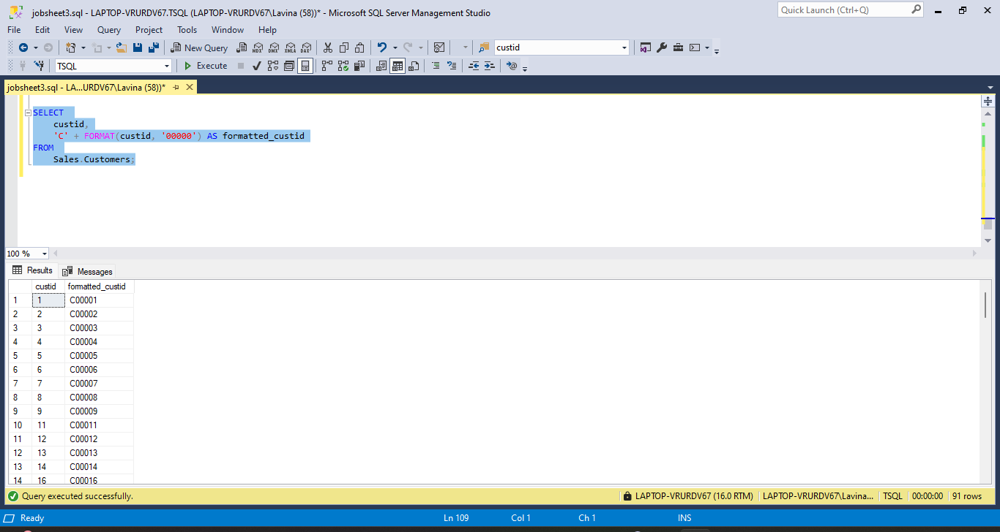 jobsheet3.sql - LAPTOP-VRURDV67.TSQL (LAPTOP-VRURDV67\Lavina (58))* - Microsoft SQL Server Management Studio
Quick Launch (Ctrl+Q)
File Edit View Query Project Tools Window Help
New Query MDX DMX XMLA DAX custid
TSQL Execute
jobsheet3.sql - LA...URDV67\Lavina (58))*
SELECT
custid,
'C' + FORMAT(custid, '00000') AS formatted_custid
FROM
Sales.Customers;
100 %
Results Messages
custid formatted_custid
1 1 C00001
2 2 C00002
3 3 C00003
4 4 C00004
5 5 C00005
6 6 C00006
7 7 C00007
8 8 C00008
9 9 C00009
10 11 C00011
11 12 C00012
12 13 C00013
13 14 C00014
14 16 C00016
Query executed successfully. LAPTOP-VRURDV67 (16.0 RTM) LAPTOP-VRURDV67\Lavina... TSQL 00:00:00 91 rows
Ready Ln 109 Col 1 Ch 1 INS